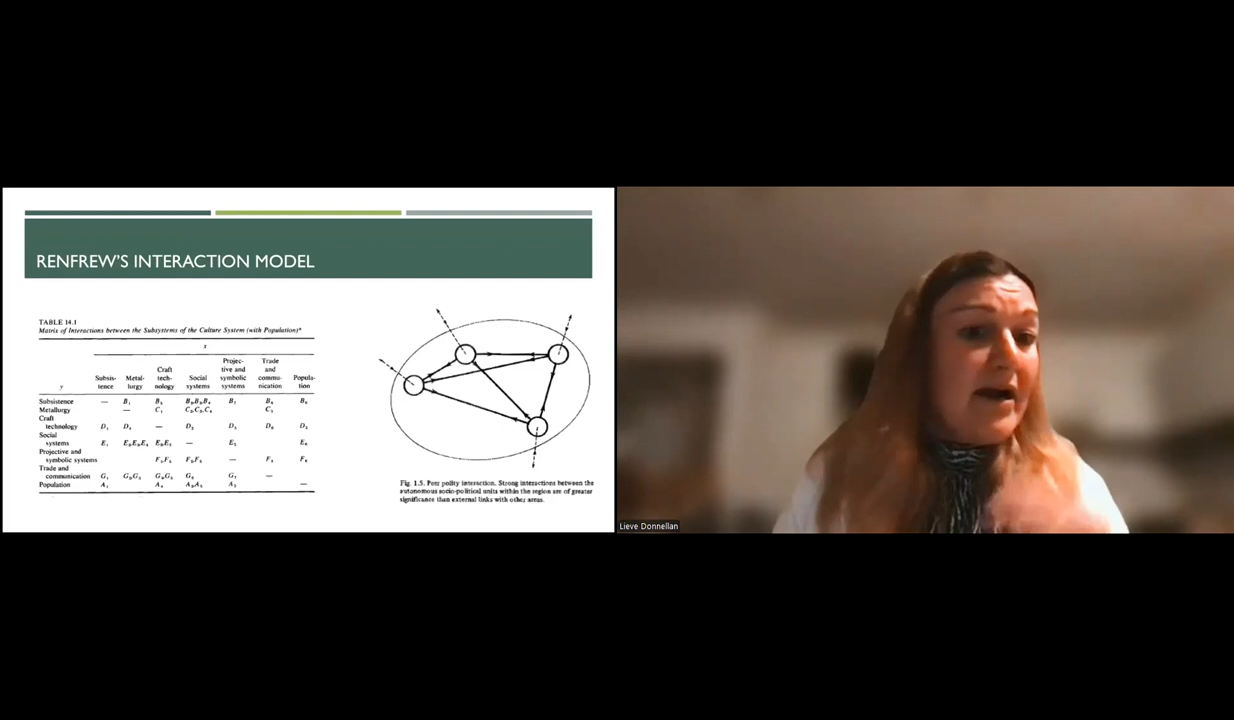 RENFREW'S INTERACTION MODEL
TABLE 14.1
Matrix of Interactions between the Subsystems of the Culture System (with Population)*
x
y
Subsis-
tence
Metal-
lurgy
Craft
tech-
nology
Social
systems
Projec-
tive and
symbolic
systems
Trade
and
commu-
nication
Popula-
tion
Subsistence —
Metallurgy —
Craft
technology —
Social
systems —
Projective and
symbolic systems —
Trade and
communication —
Population —
Fig. 1.5. Peer polity interaction. Strong interactions between the
autonomous socio-political units within the region are of greater
significance than external links with other areas.
Lieve Donnellan